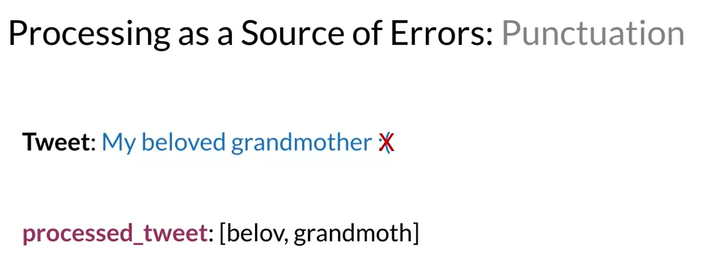 Processing as a Source of Errors: Punctuation
Tweet: My beloved grandmother :(
processed_tweet: [belov, grandmoth]